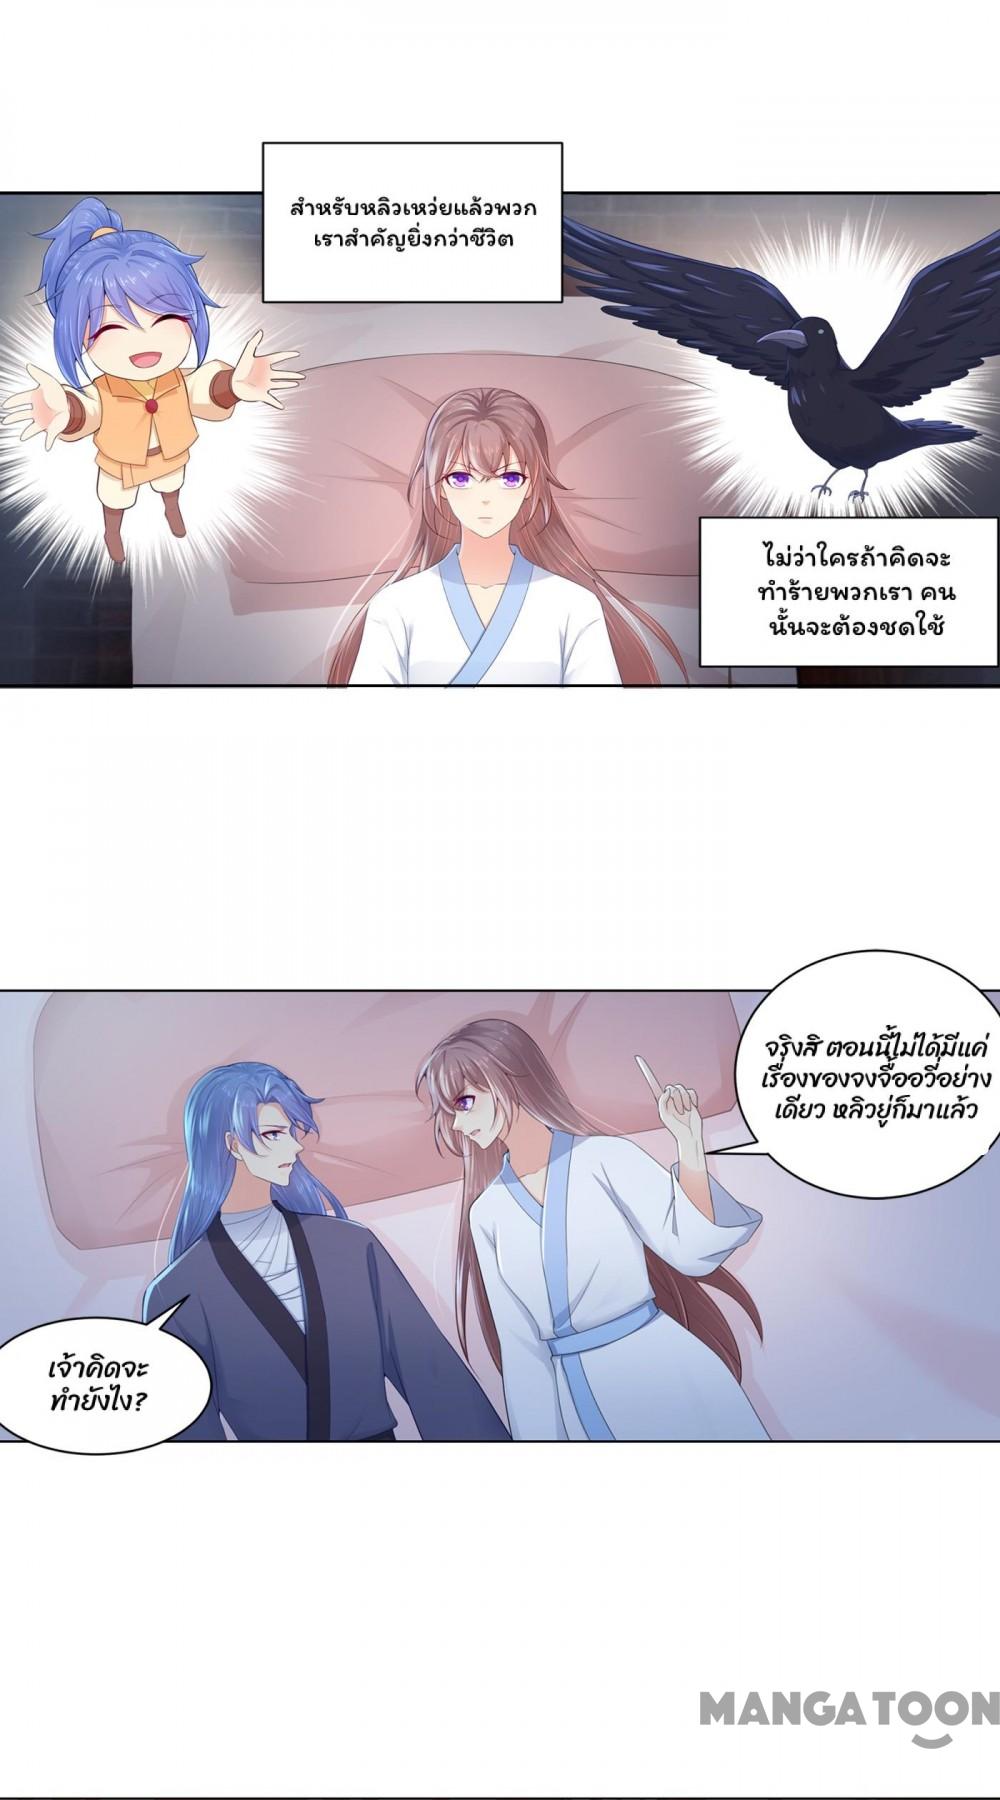 สำหรับหลิวเหว่ยแล้วพวก
เราสำคัญยิ่งกว่าชีวิต
ไม่ว่าใครถ้าคิดจะ
ทำร้ายพวกเรา คน
นั้นจะต้องชดใช้
จริงสิ ตอนนี้ไม่ได้มีแค่
เรื่องของจงจื้ออวี่อย่าง
เดียว หลิวยู่ก็มาแล้ว
เจ้าคิดจะ
ทำยังไง?
MANGATOON